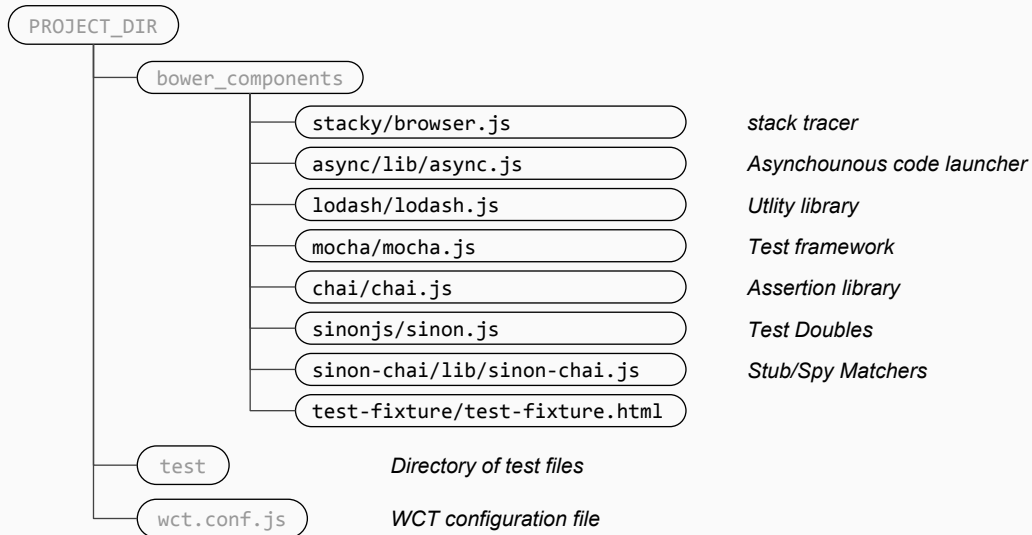 PROJECT_DIR
bower_components
stacky/browser.js stack tracer
async/lib/async.js Asynchounous code launcher
lodash/lodash.js Utlity library
mocha/mocha.js Test framework
chai/chai.js Assertion library
sinonjs/sinon.js Test Doubles
sinon-chai/lib/sinon-chai.js Stub/Spy Matchers
test-fixture/test-fixture.html
test Directory of test files
wct.conf.js WCT configuration file